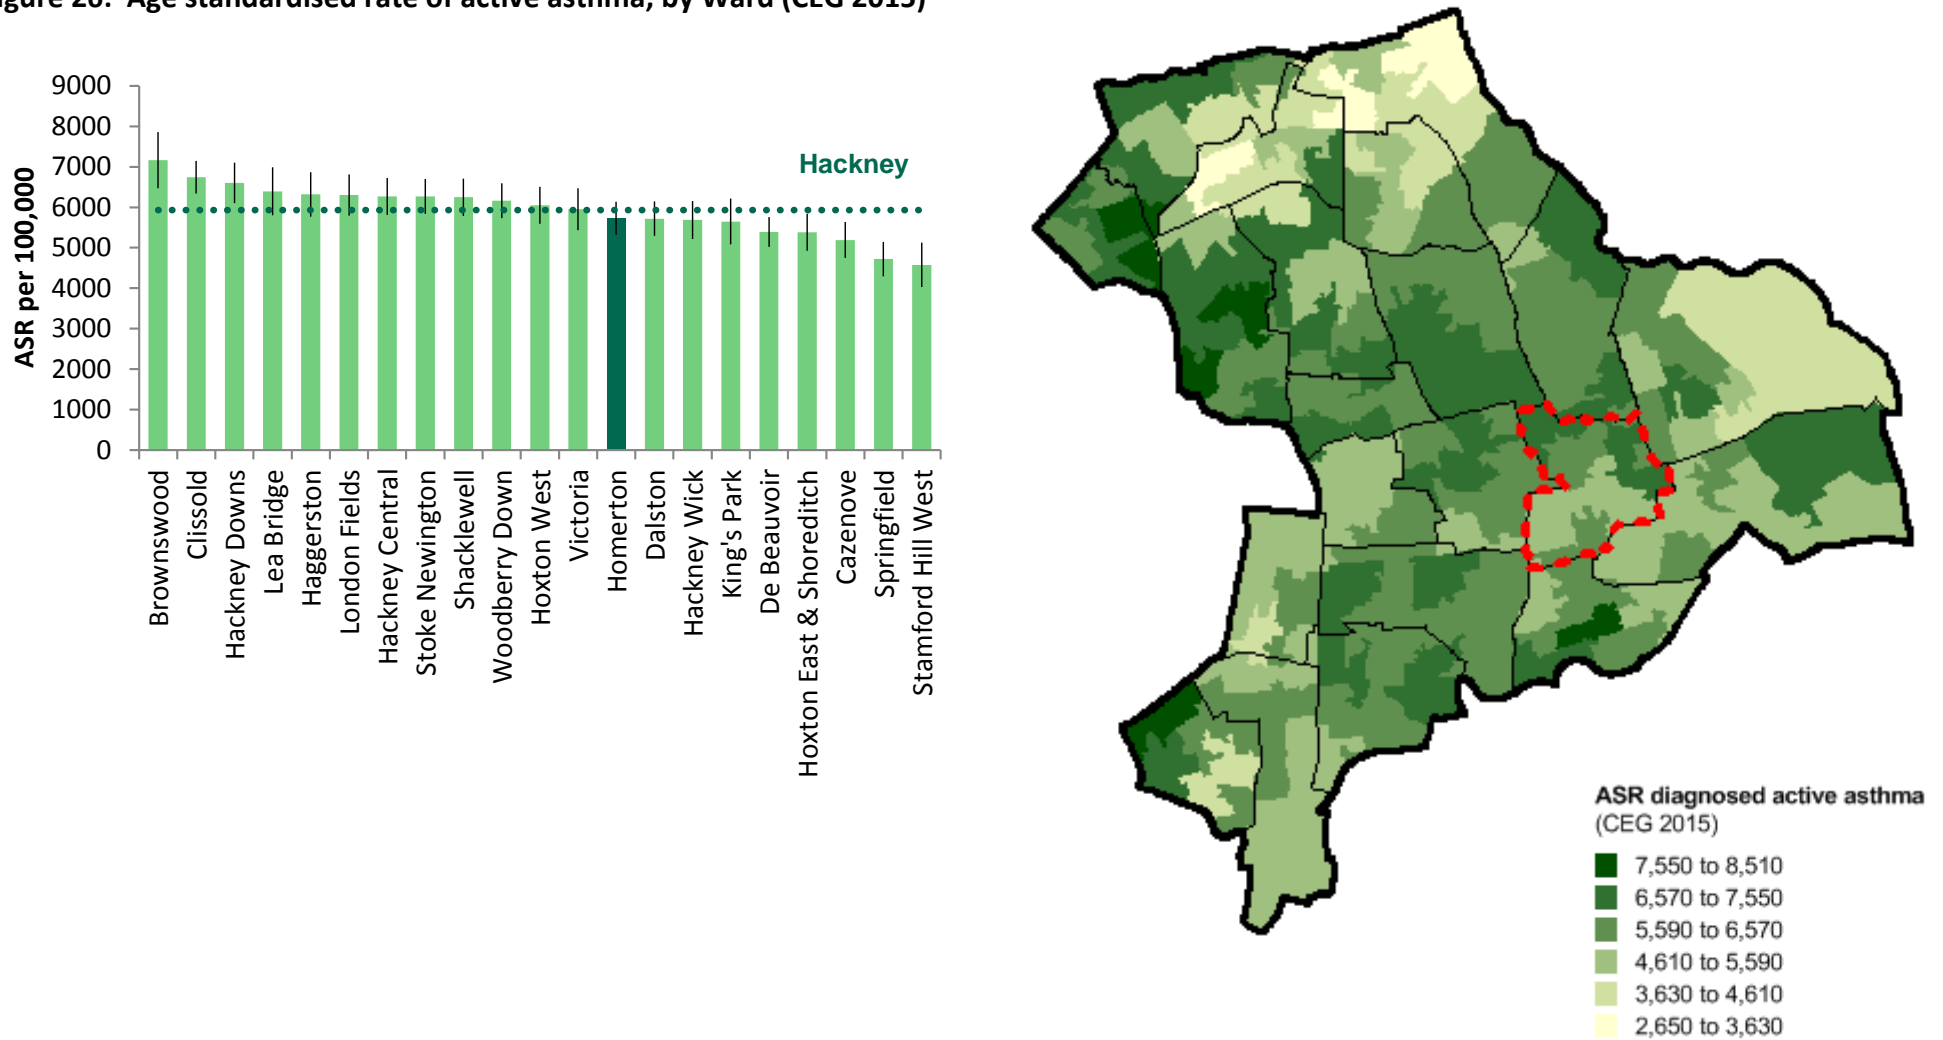 igure 26: Age standardised rate of active asthma, by Ward (CEG 2015)
ASR per 100,000
9000
8000
7000
6000
5000
4000
3000
2000
1000
0
Hackney
Brownswood
Clissold
Hackney Downs
Lea Bridge
Haggerston
London Fields
Hackney Central
Stoke Newington
Shacklewell
Woodberry Down
Hoxton West
Victoria
Homerton
Dalston
Hackney Wick
King's Park
De Beauvoir
Hoxton East & Shoreditch
Cazenove
Springfield
Stamford Hill West
ASR diagnosed active asthma
(CEG 2015)
7,550 to 8,510
6,570 to 7,550
5,590 to 6,570
4,610 to 5,590
3,630 to 4,610
2,650 to 3,630